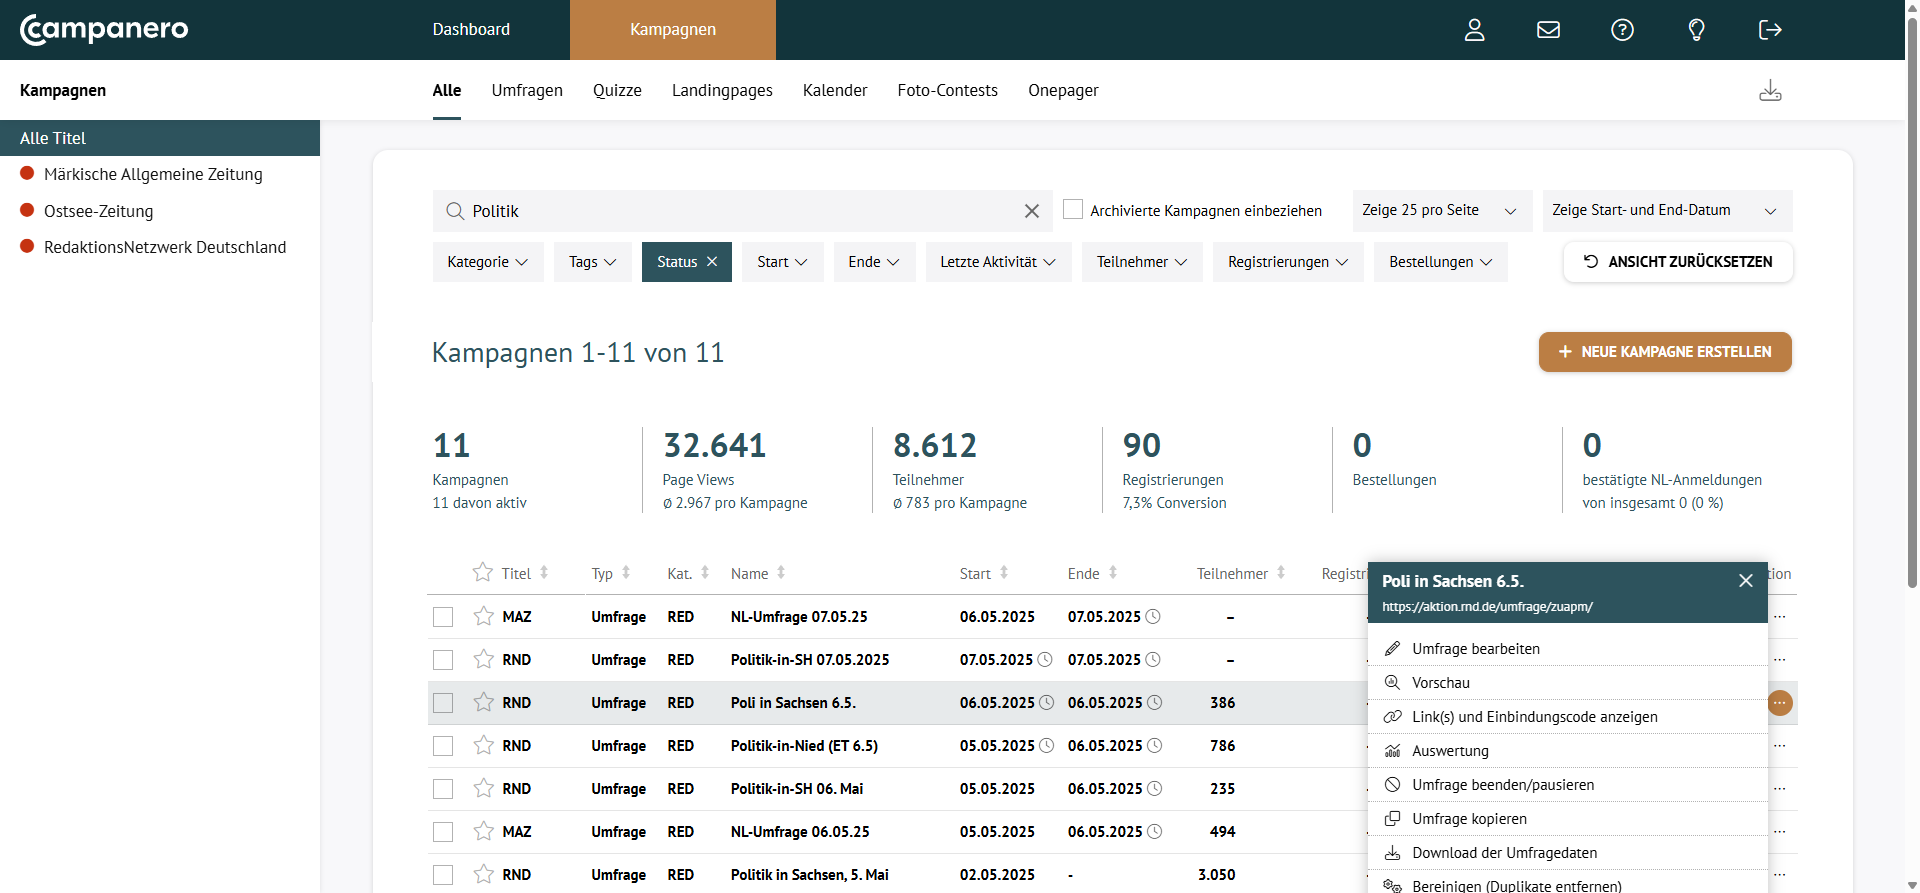 campanero
Dashboard
Kampagnen
Kampagnen
Alle
Umfragen
Quizze
Landingpages
Kalender
Foto-Contests
Onepager
Alle Titel
Märkische Allgemeine Zeitung
Ostsee-Zeitung
RedaktionsNetzwerk Deutschland
Politik
Archivierte Kampagnen einbeziehen
Zeige 25 pro Seite
Zeige Start- und End-Datum
Kategorie
Tags
Status
Start
Ende
Letzte Aktivität
Teilnehmer
Registrierungen
Bestellungen
ANSICHT ZURÜCKSETZEN
Kampagnen 1-11 von 11
+ NEUE KAMPAGNE ERSTELLEN
11
Kampagnen
11 davon aktiv
32.641
Page Views
Ø 2.967 pro Kampagne
8.612
Teilnehmer
Ø 783 pro Kampagne
90
Registrierungen
7,3% Conversion
0
Bestellungen
0
bestätigte NL-Anmeldungen
von insgesamt 0 (0 %)
Titel Typ Kat. Name Start Ende Teilnehmer Registri tion
MAZ Umfrage RED NL-Umfrage 07.05.25 06.05.2025 07.05.2025 –
RND Umfrage RED Politik-in-SH 07.05.2025 07.05.2025 07.05.2025 –
RND Umfrage RED Poli in Sachsen 6.5. 06.05.2025 06.05.2025 386
RND Umfrage RED Politik-in-Nied (ET 6.5) 05.05.2025 06.05.2025 786
RND Umfrage RED Politik-in-SH 06. Mai 05.05.2025 06.05.2025 235
MAZ Umfrage RED NL-Umfrage 06.05.25 05.05.2025 06.05.2025 494
RND Umfrage RED Politik in Sachsen, 5. Mai 02.05.2025 - 3.050
Poli in Sachsen 6.5.
https://aktion.rnd.de/umfrage/zuapm/
Umfrage bearbeiten
Vorschau
Link(s) und Einbindungscode anzeigen
Auswertung
Umfrage beenden/pausieren
Umfrage kopieren
Download der Umfragedaten
Bereinigen (Duplikate entfernen)